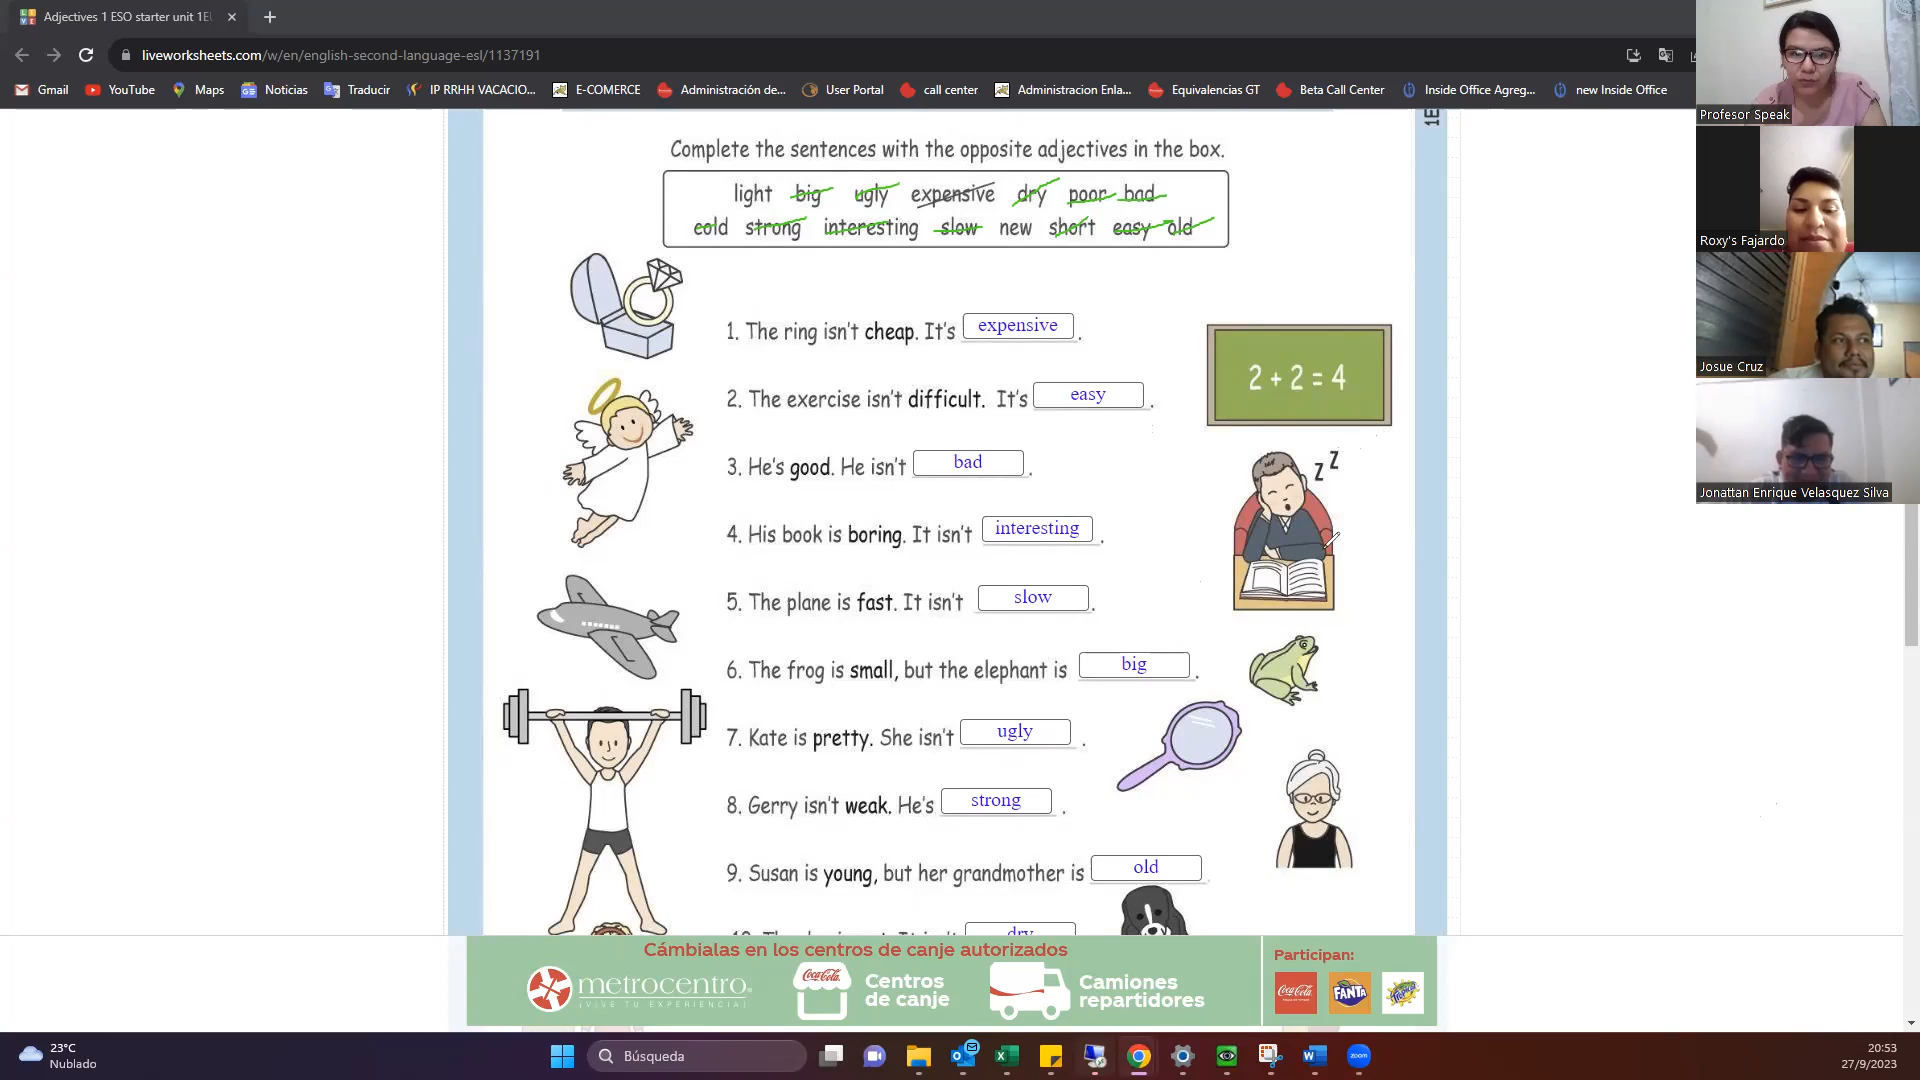 Adjectives 1 ESO starter unit 1E
liveworksheets.com/w/en/english-second-language-esl/1137191
Gmail YouTube Maps Noticias Traducir IP RRHH VACACIO... E-COMERCE Administración de... User Portal call center Administracion Enla... Equivalencias GT Beta Call Center Inside Office Agreg... new Inside Office
1E
Complete the sentences with the opposite adjectives in the box.
light big ugly expensive dry poor bad
cold strong interesting slow new short easy old
1. The ring isn't cheap. It's expensive.
2 + 2 = 4
2. The exercise isn't difficult. It's easy.
3. He's good. He isn't bad.
z z
4. His book is boring. It isn't interesting.
5. The plane is fast. It isn't slow.
6. The frog is small, but the elephant is big.
7. Kate is pretty. She isn't ugly.
8. Gerry isn't weak. He's strong.
9. Susan is young, but her grandmother is old
dry
Cámbialas en los centros de canje autorizados
metrocentro
¡VIVE TU EXPERIENCIA!
Coca-Cola
Centros
de canje
Camiones
repartidores
Participan:
Coca-Cola FANTA Tropical
Profesor Speak
Roxy's Fajardo
Josue Cruz
Jonattan Enrique Velasquez Silva
23°C
Nublado
Búsqueda
zoom
20:53
27/9/2023